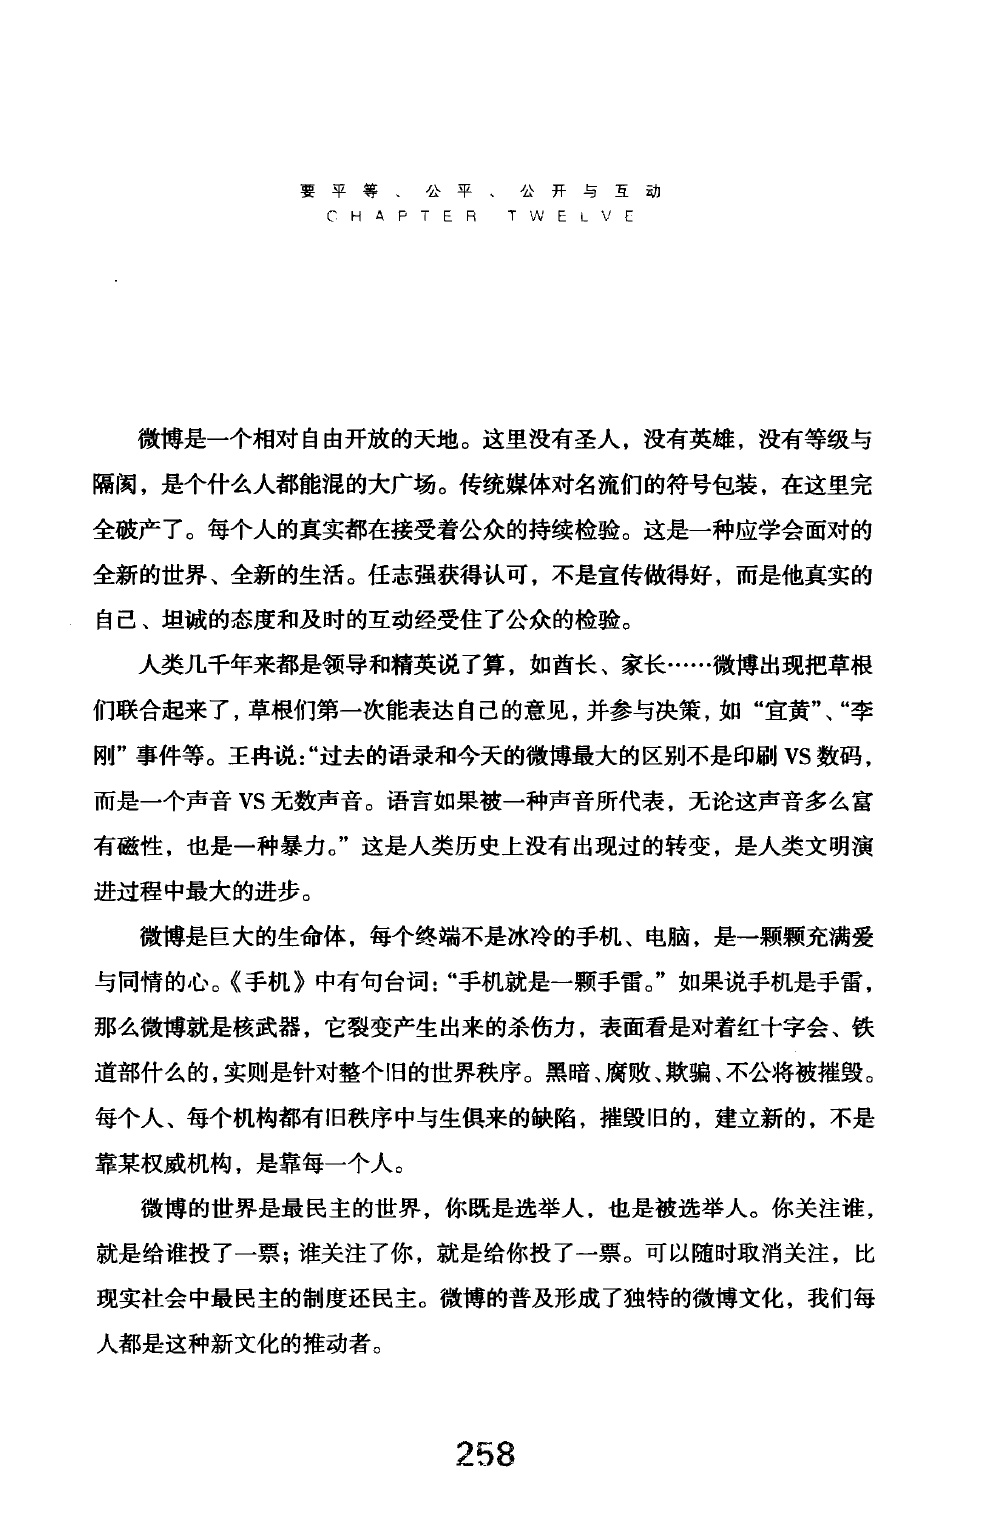 要平等、公平、公开与互动
CHAPTER TWELVE
微博是一个相对自由开放的天地。这里没有圣人，没有英雄，没有等级与
隔阂，是个什么人都能混的大广场。传统媒体对名流们的符号包装，在这里完
全破产了。每个人的真实都在接受着公众的持续检验。这是一种应学会面对的
全新的世界、全新的生活。任志强获得认可，不是宣传做得好，而是他真实的
自己、坦诚的态度和及时的互动经受住了公众的检验。
人类几千年来都是领导和精英说了算，如酋长、家长……微博出现把草根
们联合起来了，草根们第一次能表达自己的意见，并参与决策，如“宜黄”、“李
刚”事件等。王冉说：“过去的语录和今天的微博最大的区别不是印刷 VS 数码，
而是一个声音 VS 无数声音。语言如果被一种声音所代表，无论这声音多么富
有磁性，也是一种暴力。”这是人类历史上没有出现过的转变，是人类文明演
进过程中最大的进步。
微博是巨大的生命体，每个终端不是冰冷的手机、电脑，是一颗颗充满爱
与同情的心。《手机》中有句台词：“手机就是一颗手雷。”如果说手机是手雷，
那么微博就是核武器，它裂变产生出来的杀伤力，表面看是对着红十字会、铁
道部什么的，实则是针对整个旧的世界秩序。黑暗、腐败、欺骗、不公将被摧毁。
每个人、每个机构都有旧秩序中与生俱来的缺陷，摧毁旧的，建立新的，不是
靠某权威机构，是靠每一个人。
微博的世界是最民主的世界，你既是选举人，也是被选举人。你关注谁，
就是给谁投了一票；谁关注了你，就是给你投了一票。可以随时取消关注，比
现实社会中最民主的制度还民主。微博的普及形成了独特的微博文化，我们每
人都是这种新文化的推动者。
258